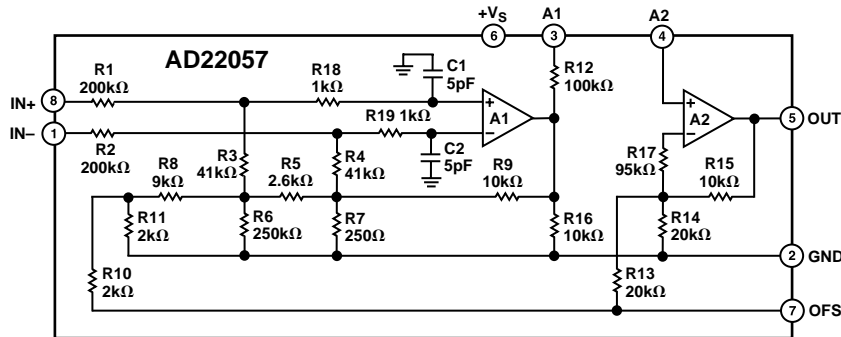 +VS
A1
A2
6
3
4
AD22057
R1
200kΩ
R18
1kΩ
C1
5pF
R12
100kΩ
IN+
8
R19 1kΩ
+
–
A1
+
–
A2
5
OUT
IN–
1
R2
200kΩ
R3
41kΩ
R4
41kΩ
C2
5pF
R17
95kΩ
R8
9kΩ
R5
2.6kΩ
R9
10kΩ
R15
10kΩ
R11
2kΩ
R6
250kΩ
R7
250Ω
R16
10kΩ
R14
20kΩ
2
GND
R10
2kΩ
R13
20kΩ
7
OFS